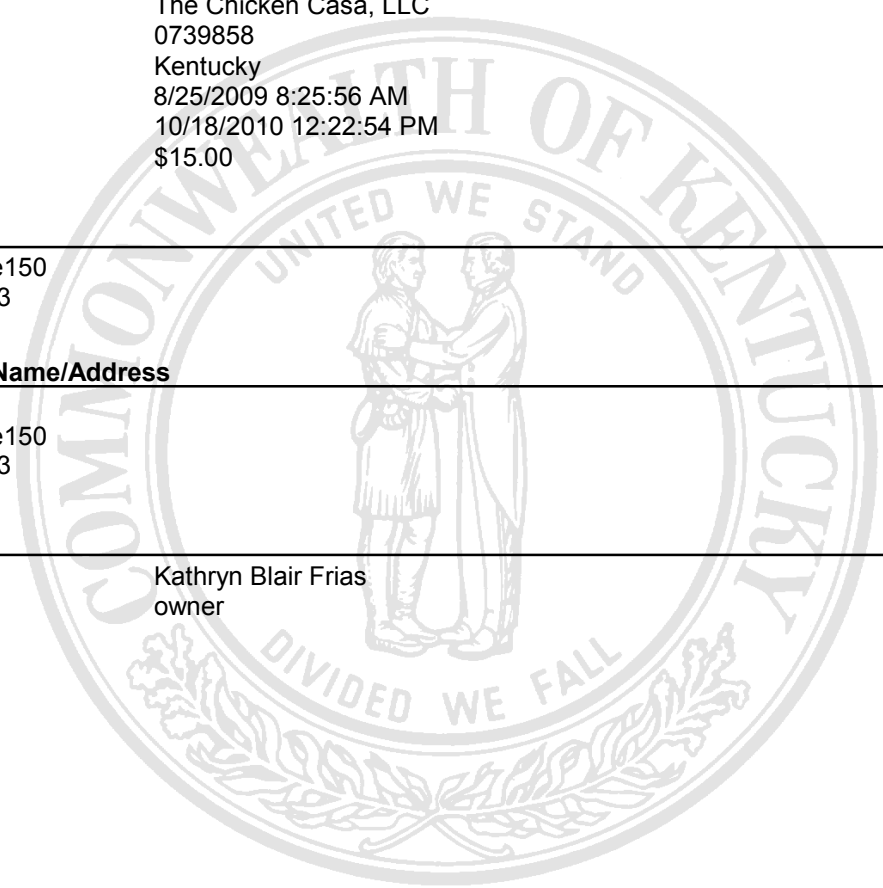 The Chicken Casa, LLC
0739858
Kentucky
8/25/2009 8:25:56 AM
10/18/2010 12:22:54 PM
$15.00
COMMONWEALTH OF KENTUCKY
UNITED WE STAND
e150
3
Name/Address
e150
3
Kathryn Blair Frias
owner
DIVIDED WE FALL